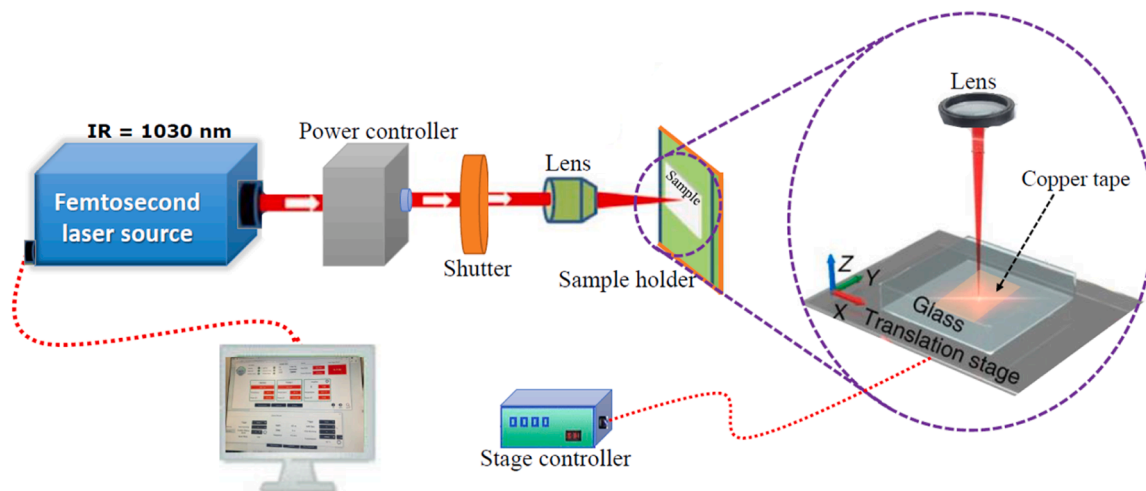 IR = 1030 nm
Femtosecond
laser source
Power controller
Shutter
Lens
Sample
Sample holder
Lens
Copper tape
Z
Y
X
Glass
Translation stage
Stage controller